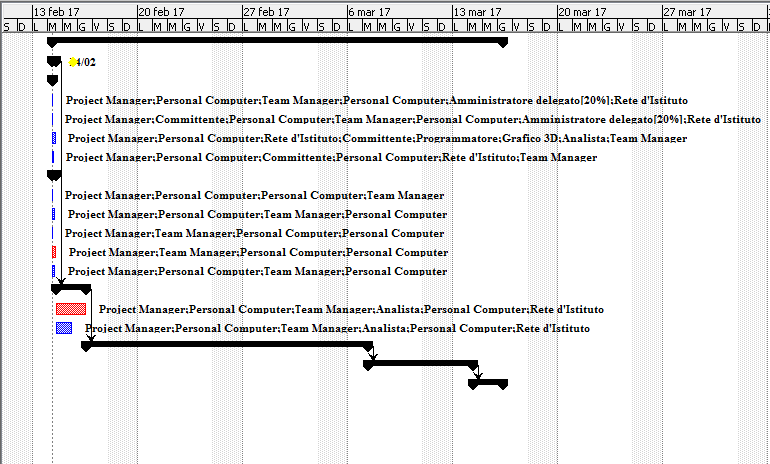 13 feb 17 20 feb 17 27 feb 17 6 mar 17 13 mar 17 20 mar 17 27 mar 17
S D L M M G V S D L M M G V S D L M M G V S D L M M G V S D L M M G V S D L M M G V S D L M M G V S D
4/02
Project Manager;Personal Computer;Team Manager;Personal Computer;Amministratore delegato[20%];Rete d'Istituto
Project Manager;Committente;Personal Computer;Team Manager;Personal Computer;Amministratore delegato[20%];Rete d'Istituto
Project Manager;Personal Computer;Rete d'Istituto;Committente;Programmatore;Grafico 3D;Analista;Team Manager
Project Manager;Personal Computer;Committente;Personal Computer;Rete d'Istituto;Team Manager
Project Manager;Personal Computer;Personal Computer;Team Manager
Project Manager;Personal Computer;Team Manager;Personal Computer
Project Manager;Team Manager;Personal Computer;Personal Computer
Project Manager;Team Manager;Personal Computer;Personal Computer
Project Manager;Personal Computer;Team Manager;Personal Computer
Project Manager;Personal Computer;Team Manager;Analista;Personal Computer;Rete d'Istituto
Project Manager;Personal Computer;Team Manager;Analista;Personal Computer;Rete d'Istituto